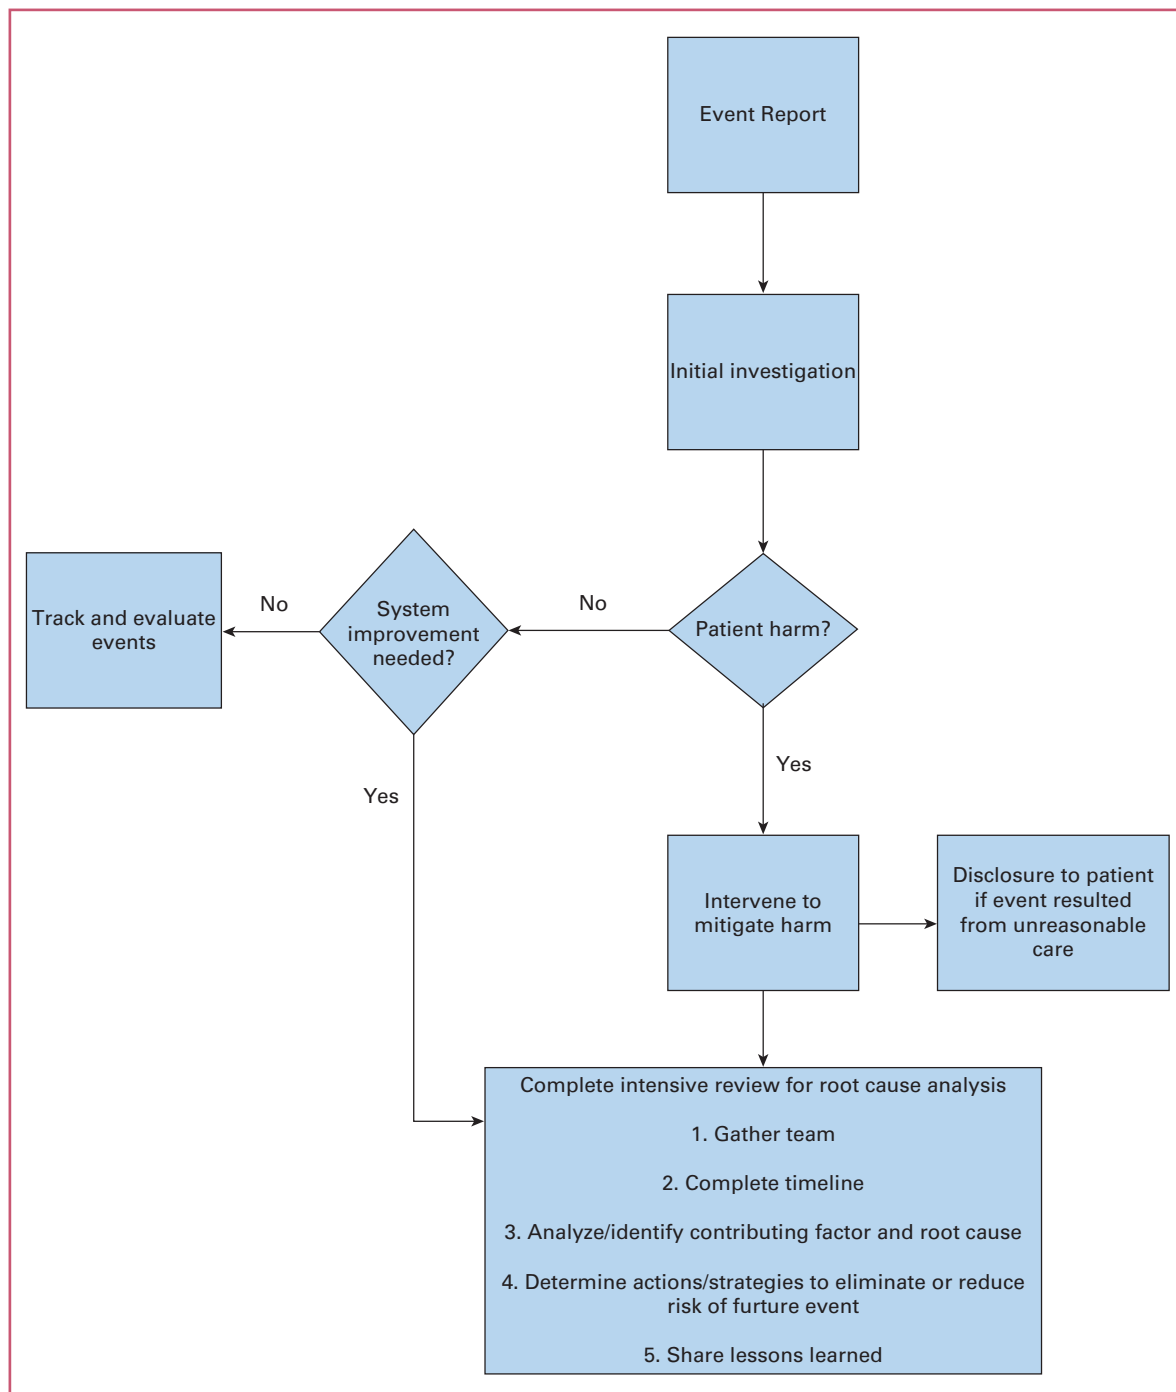 Event Report
Initial investigation
Patient harm?
No
System
improvement
needed?
No
Track and evaluate
events
Yes
Yes
Intervene to
mitigate harm
Disclosure to patient
if event resulted
from unreasonable
care
Complete intensive review for root cause analysis
1. Gather team
2. Complete timeline
3. Analyze/identify contributing factor and root cause
4. Determine actions/strategies to eliminate or reduce
risk of furture event
5. Share lessons learned